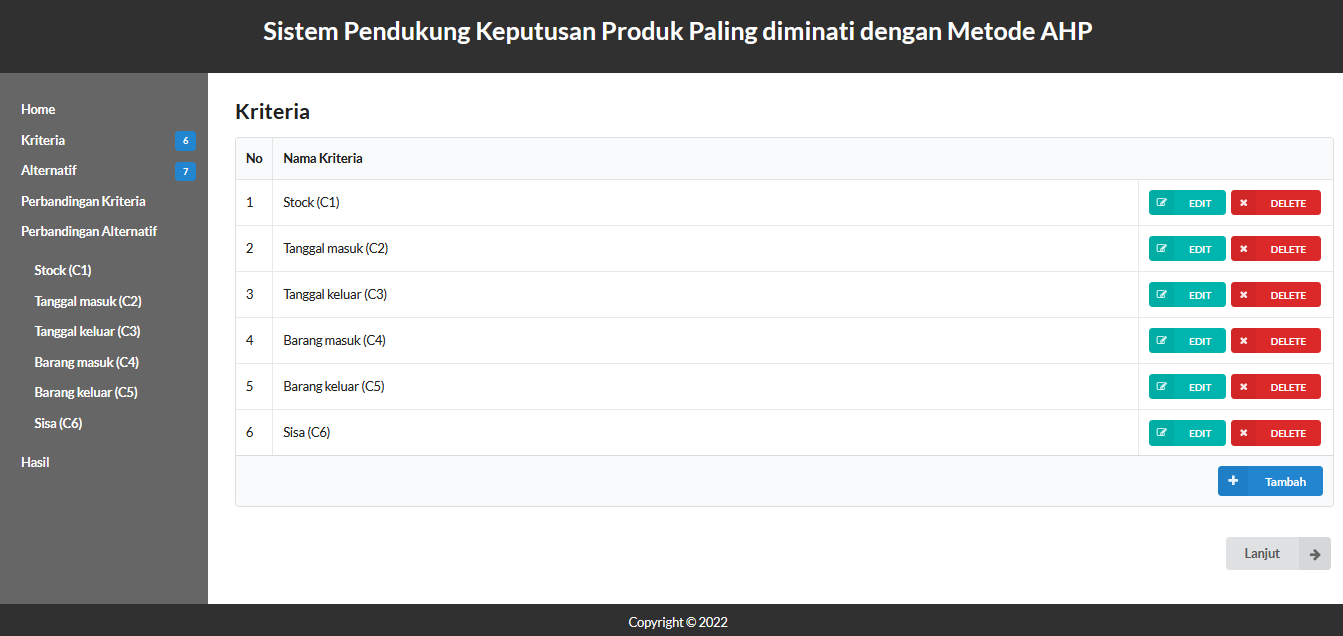 Sistem Pendukung Keputusan Produk Paling diminati dengan Metode AHP
Home
Kriteria 6
Alternatif 7
Perbandingan Kriteria
Perbandingan Alternatif
Stock (C1)
Tanggal masuk (C2)
Tanggal keluar (C3)
Barang masuk (C4)
Barang keluar (C5)
Sisa (C6)
Hasil
Kriteria
No Nama Kriteria
1 Stock (C1) EDIT DELETE
2 Tanggal masuk (C2) EDIT DELETE
3 Tanggal keluar (C3) EDIT DELETE
4 Barang masuk (C4) EDIT DELETE
5 Barang keluar (C5) EDIT DELETE
6 Sisa (C6) EDIT DELETE
Tambah
Lanjut
Copyright © 2022